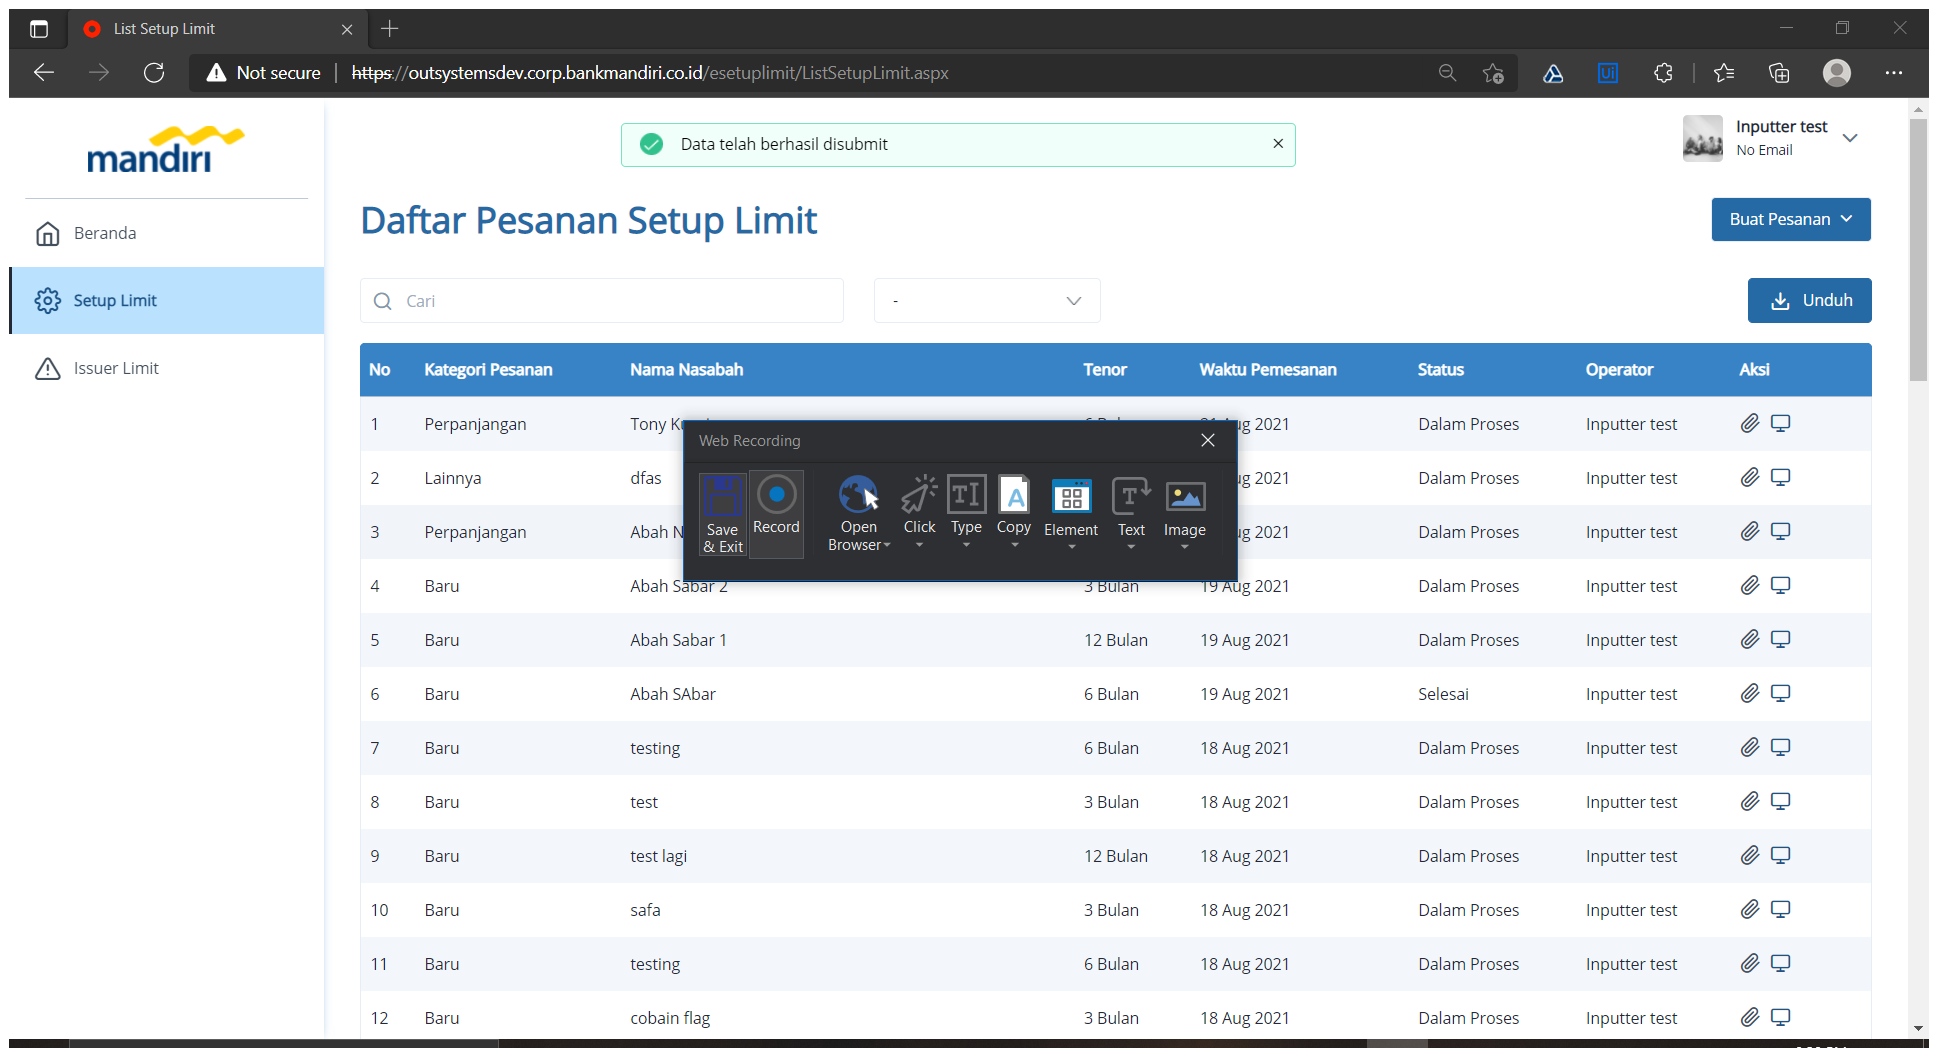 List Setup Limit
Not secure https://outsystemsdev.corp.bankmandiri.co.id/esetuplimit/ListSetupLimit.aspx
Ui
mandiri
Data telah berhasil disubmit
Inputter test
No Email
Beranda
Setup Limit
Issuer Limit
Daftar Pesanan Setup Limit
Buat Pesanan
Cari
-
Unduh
No Kategori Pesanan Nama Nasabah Tenor Waktu Pemesanan Status Operator Aksi
1 Perpanjangan Tony 2021 Dalam Proses Inputter test
2 Lainnya dfas 2021 Dalam Proses Inputter test
3 Perpanjangan Abah 2021 Dalam Proses Inputter test
Web Recording
Save & Exit
Record
Open Browser
Click
Type
Copy
Element
Text
Image
4 Baru Abah Sabar 2 3 Bulan 19 Aug 2021 Dalam Proses Inputter test
5 Baru Abah Sabar 1 12 Bulan 19 Aug 2021 Dalam Proses Inputter test
6 Baru Abah SAbar 6 Bulan 19 Aug 2021 Selesai Inputter test
7 Baru testing 6 Bulan 18 Aug 2021 Dalam Proses Inputter test
8 Baru test 3 Bulan 18 Aug 2021 Dalam Proses Inputter test
9 Baru test lagi 12 Bulan 18 Aug 2021 Dalam Proses Inputter test
10 Baru safa 3 Bulan 18 Aug 2021 Dalam Proses Inputter test
11 Baru testing 6 Bulan 18 Aug 2021 Dalam Proses Inputter test
12 Baru cobain flag 3 Bulan 18 Aug 2021 Dalam Proses Inputter test